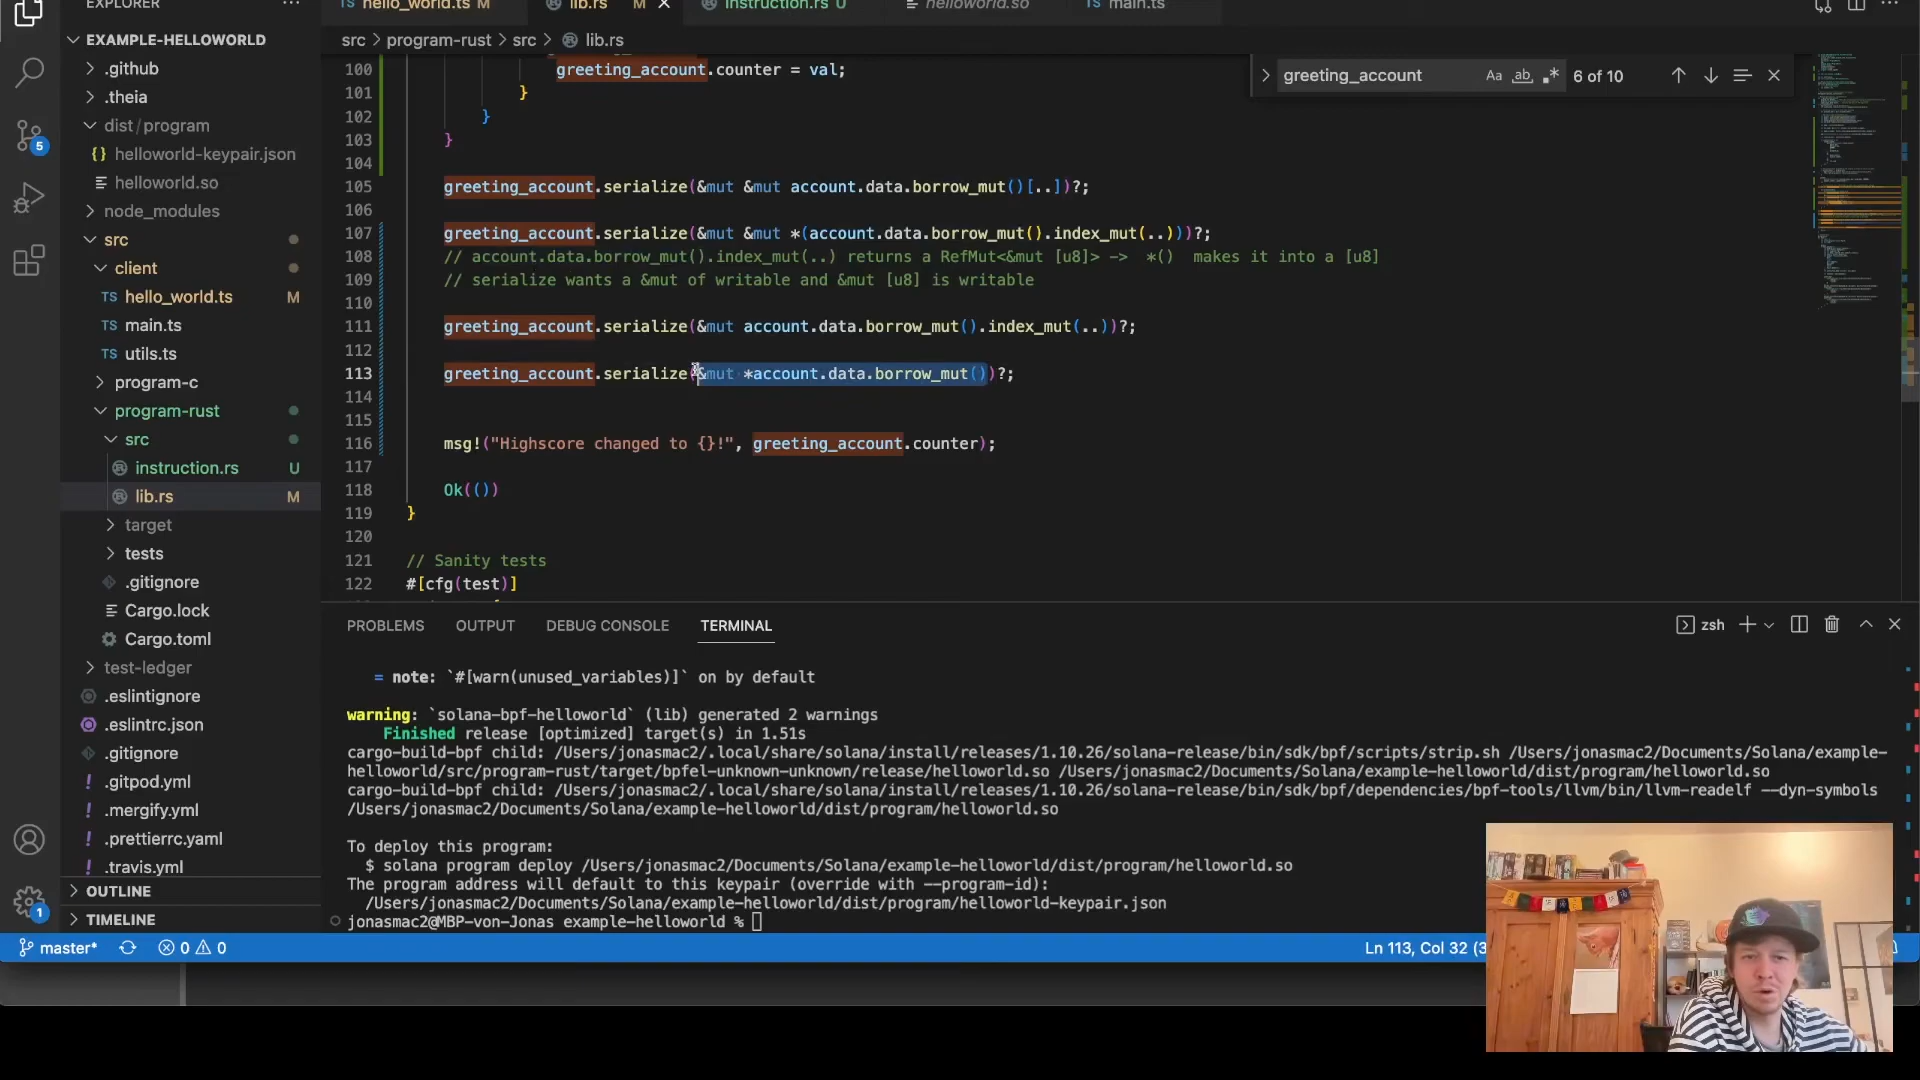 EXPLORER
hello_world.ts M
lib.rs M
instruction.rs U
helloworld.so
main.ts
EXAMPLE-HELLOWORLD
.github
.theia
dist/program
helloworld-keypair.json
helloworld.so
node_modules
src
client
hello_world.ts M
main.ts
utils.ts
program-c
program-rust
src
instruction.rs U
lib.rs M
target
tests
.gitignore
Cargo.lock
Cargo.toml
test-ledger
.eslintignore
.eslintrc.json
.gitignore
.gitpod.yml
.mergify.yml
.prettierrc.yaml
.travis.yml
OUTLINE
TIMELINE
5
1
src > program-rust > src > lib.rs
greeting_account Aa ab .* 6 of 10
100 greeting_account.counter = val;
101 }
102 }
103 }
104
105 greeting_account.serialize(&mut &mut account.data.borrow_mut()[..])?;
106
107 greeting_account.serialize(&mut &mut *(account.data.borrow_mut().index_mut(..)))?;
108 // account.data.borrow_mut().index_mut(..) returns a RefMut<&mut [u8]> -> *() makes it into a [u8]
109 // serialize wants a &mut of writable and &mut [u8] is writable
110
111 greeting_account.serialize(&mut account.data.borrow_mut().index_mut(..))?;
112
113 greeting_account.serialize(&mut *account.data.borrow_mut())?;
114
115
116 msg!("Highscore changed to {}!", greeting_account.counter);
117
118 Ok(())
119 }
120
121 // Sanity tests
122 #[cfg(test)]
PROBLEMS OUTPUT DEBUG CONSOLE TERMINAL zsh
= note: `#[warn(unused_variables)]` on by default
warning: `solana-bpf-helloworld` (lib) generated 2 warnings
Finished release [optimized] target(s) in 1.51s
cargo-build-bpf child: /Users/jonasmac2/.local/share/solana/install/releases/1.10.26/solana-release/bin/sdk/bpf/scripts/strip.sh /Users/jonasmac2/Documents/Solana/example-
helloworld/src/program-rust/target/bpfel-unknown-unknown/release/helloworld.so /Users/jonasmac2/Documents/Solana/example-helloworld/dist/program/helloworld.so
cargo-build-bpf child: /Users/jonasmac2/.local/share/solana/install/releases/1.10.26/solana-release/bin/sdk/bpf/dependencies/bpf-tools/llvm/bin/llvm-readelf --dyn-symbols
/Users/jonasmac2/Documents/Solana/example-helloworld/dist/program/helloworld.so
To deploy this program:
$ solana program deploy /Users/jonasmac2/Documents/Solana/example-helloworld/dist/program/helloworld.so
The program address will default to this keypair (override with --program-id):
/Users/jonasmac2/Documents/Solana/example-helloworld/dist/program/helloworld-keypair.json
jonasmac2@MBP-von-Jonas example-helloworld %
master* 0 0 Ln 113, Col 32 (3